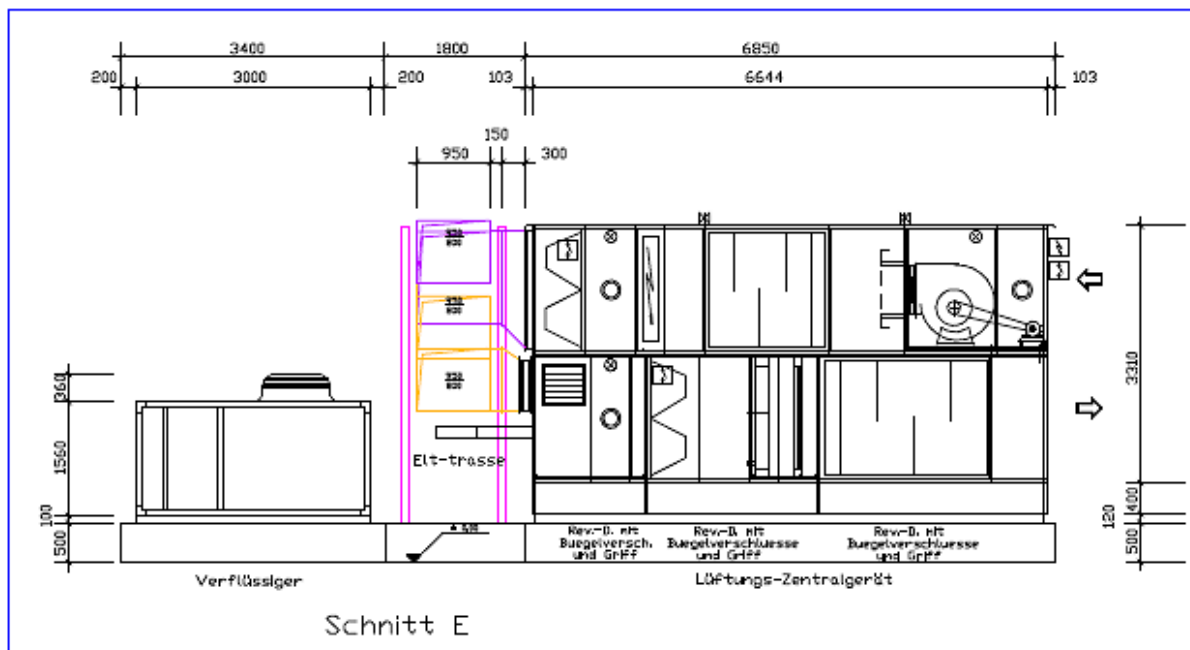 3400 1800 6850
200 3000 200 103 6644 103
150
950 300
360
1560
100
500
3310
400
120
500
Elt-trasse
Rev.-D. mit
Buegelversch.
und Griff
Rev.-D. mit
Buegelverschluesse
und Griff
Rev.-D. mit
Buegelverschluesse
und Griff
Verflüssiger
Lüftungs-Zentralgerät
Schnitt E